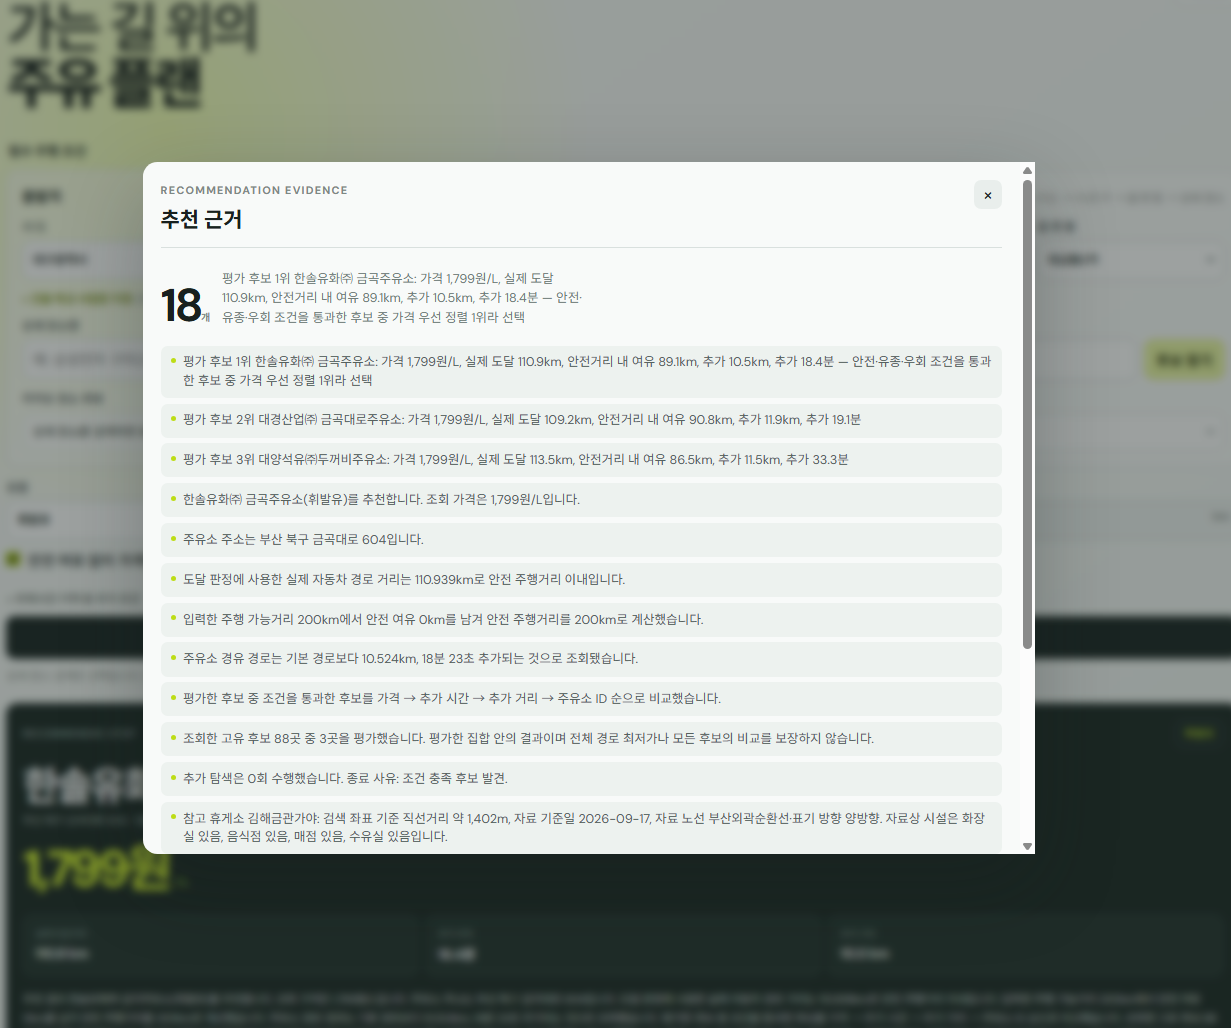 가는 길 위의
주유 플랜
RECOMMENDATION EVIDENCE
추천 근거
×
18개
평가 후보 1위 한솔유화㈜ 금곡주유소: 가격 1,799원/L, 실제 도달
110.9km, 안전거리 내 여유 89.1km, 추가 10.5km, 추가 18.4분 — 안전·
유종·우회 조건을 통과한 후보 중 가격 우선 정렬 1위라 선택
평가 후보 1위 한솔유화㈜ 금곡주유소: 가격 1,799원/L, 실제 도달 110.9km, 안전거리 내 여유 89.1km, 추가 10.5km, 추가 18.4분 — 안전·유종·우회 조건을 통과
한 후보 중 가격 우선 정렬 1위라 선택
평가 후보 2위 대경산업㈜ 금곡대로주유소: 가격 1,799원/L, 실제 도달 109.2km, 안전거리 내 여유 90.8km, 추가 11.9km, 추가 19.1분
평가 후보 3위 대양석유㈜두꺼비주유소: 가격 1,799원/L, 실제 도달 113.5km, 안전거리 내 여유 86.5km, 추가 11.5km, 추가 33.3분
한솔유화㈜ 금곡주유소(휘발유)를 추천합니다. 조회 가격은 1,799원/L입니다.
주유소 주소는 부산 북구 금곡대로 604입니다.
도달 판정에 사용한 실제 자동차 경로 거리는 110.939km로 안전 주행거리 이내입니다.
입력한 주행 가능거리 200km에서 안전 여유 0km를 남겨 안전 주행거리를 200km로 계산했습니다.
주유소 경유 경로는 기본 경로보다 10.524km, 18분 23초 추가되는 것으로 조회됐습니다.
평가한 후보 중 조건을 통과한 후보를 가격 → 추가 시간 → 추가 거리 → 주유소 ID 순으로 비교했습니다.
조회한 고유 후보 88곳 중 3곳을 평가했습니다. 평가한 집합 안의 결과이며 전체 경로 최저가나 모든 후보의 비교를 보장하지 않습니다.
추가 탐색은 0회 수행했습니다. 종료 사유: 조건 충족 후보 발견.
참고 휴게소 김해금관가야: 검색 좌표 기준 직선거리 약 1,402m, 자료 기준일 2026-09-17, 자료 노선 부산외곽순환선·표기 방향 양방향. 자료상 시설은 화장
실 있음, 음식점 있음, 매점 있음, 수유실 있음입니다.
한솔유화
1,799원